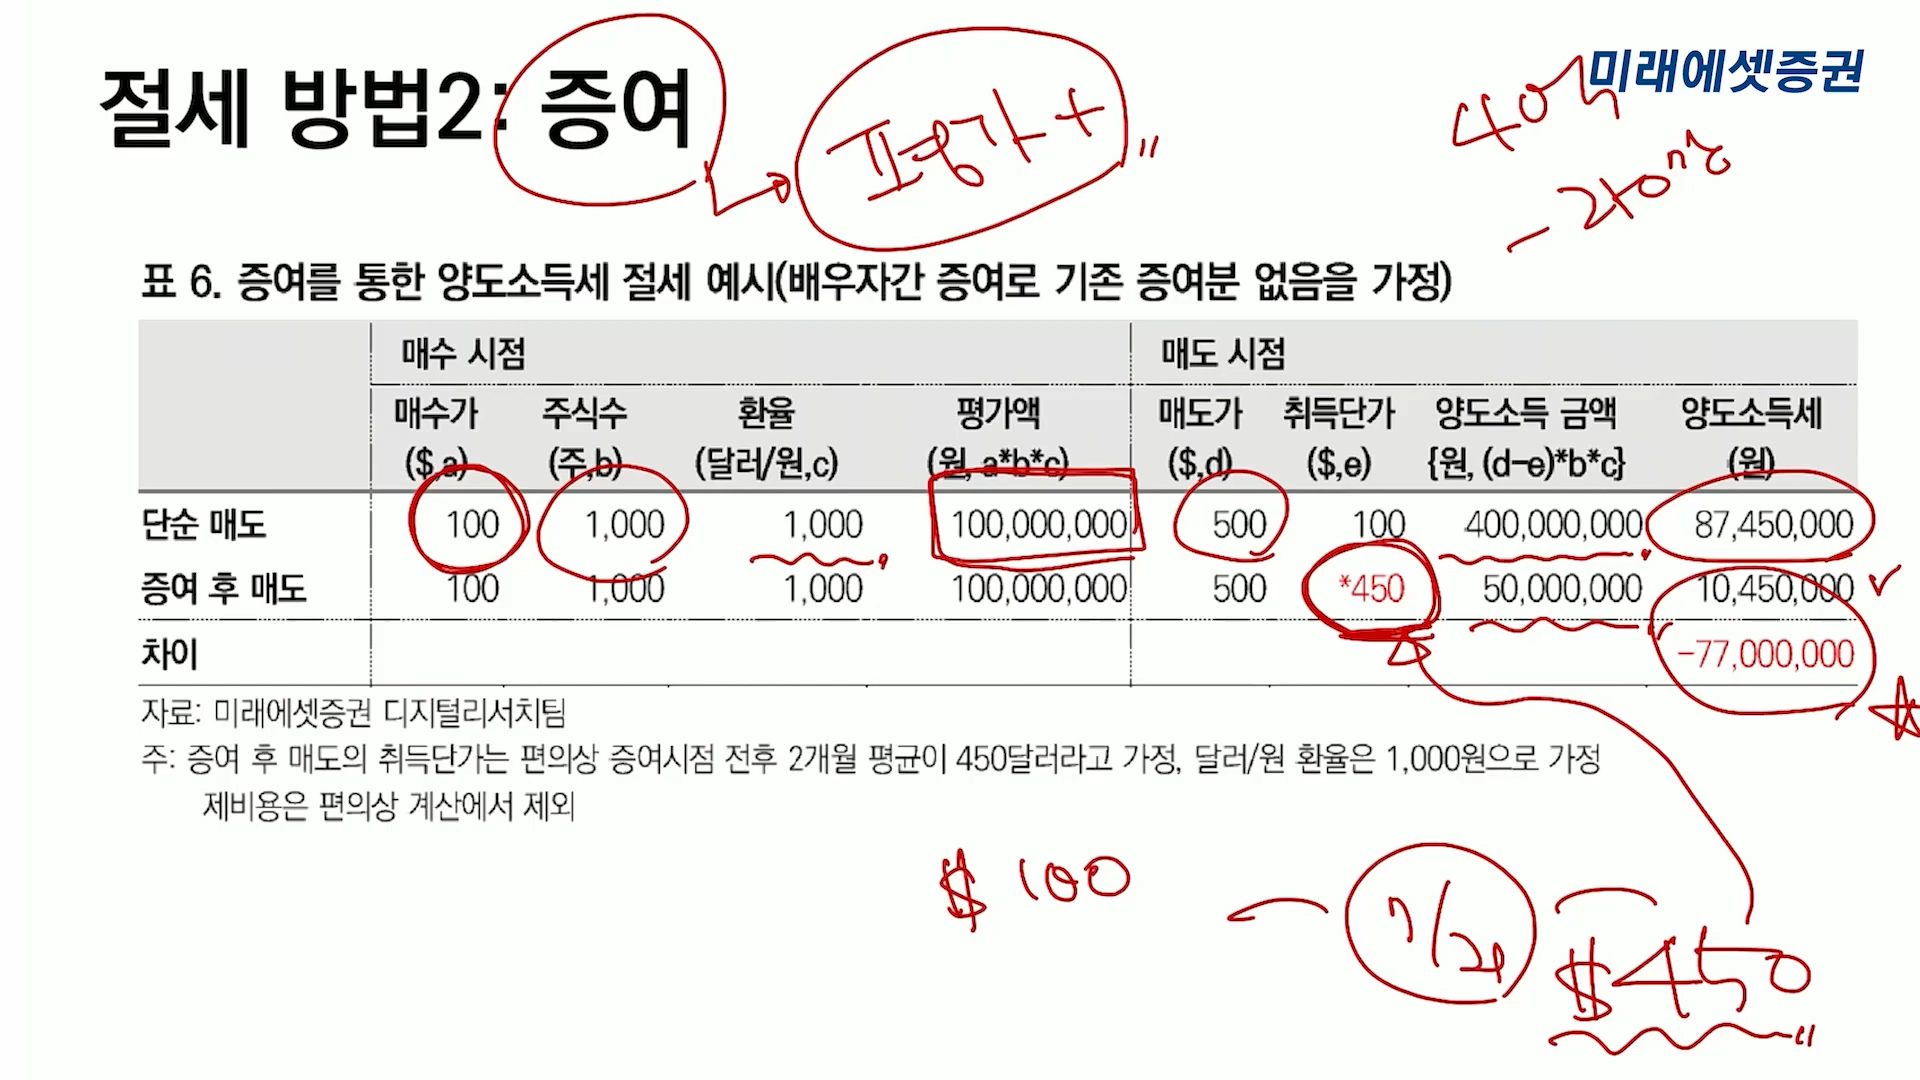 절세 방법2: 증여
평가+
미래에셋증권
표 6. 증여를 통한 양도소득세 절세 예시(배우자간 증여로 기존 증여분 없음을 가정)
매수 시점 매도 시점
매수가 주식수 환율 평가액 매도가 취득단가 양도소득 금액 양도소득세
($,a) (주,b) (달러/원,c) (원, a*b*c) ($,d) ($,e) {원, (d-e)*b*c} (원)
단순 매도 100 1,000 1,000 100,000,000 500 100 400,000,000 87,450,000
증여 후 매도 100 1,000 1,000 100,000,000 500 *450 50,000,000 10,450,000
차이 -77,000,000
자료: 미래에셋증권 디지털리서치팀
주: 증여 후 매도의 취득단가는 편의상 증여시점 전후 2개월 평균이 450달러라고 가정, 달러/원 환율은 1,000원으로 가정
제비용은 편의상 계산에서 제외
$ 100
$450